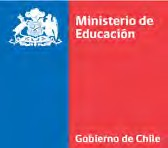 Ministerio de
Educación
Gobierno de Chile